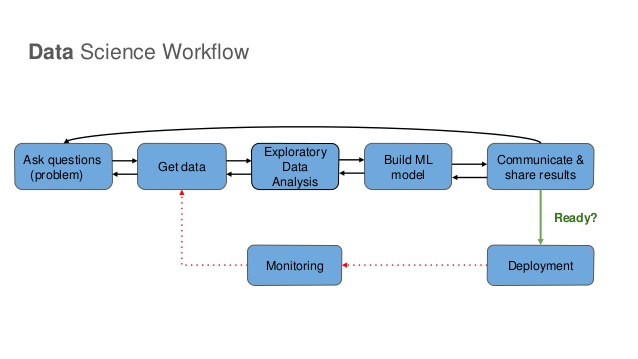 Data Science Workflow
Ask questions
(problem)
Get data
Exploratory
Data
Analysis
Build ML
model
Communicate &
share results
Ready?
Monitoring
Deployment